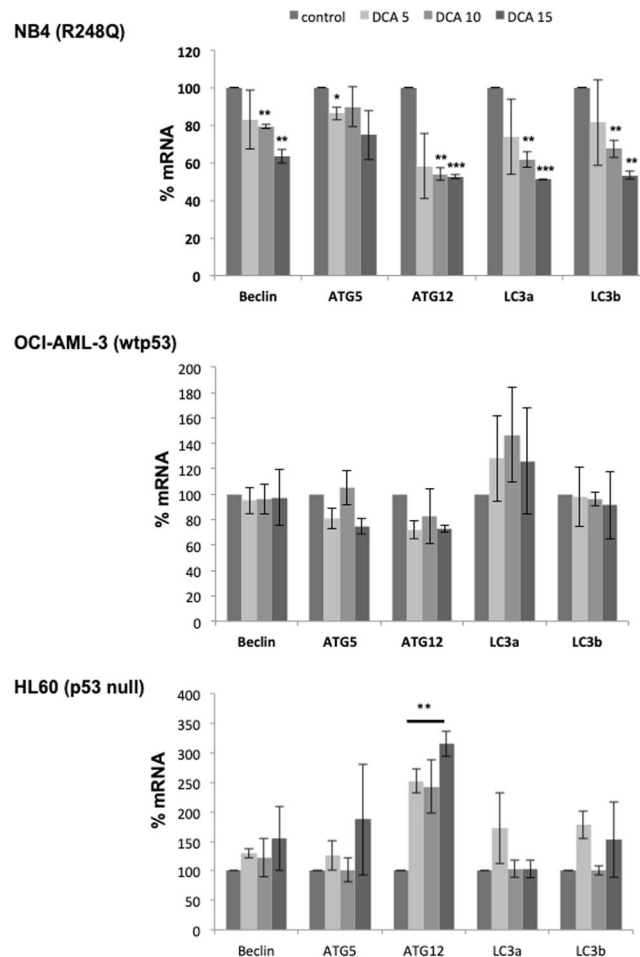 control DCA 5 DCA 10 DCA 15
NB4 (R248Q)
120
100
80
60
40
20
0
% mRNA
** ** * ** *** ** *** ** **
Beclin ATG5 ATG12 LC3a LC3b
OCI-AML-3 (wtp53)
200
180
160
140
120
100
80
60
40
20
0
% mRNA
Beclin ATG5 ATG12 LC3a LC3b
HL60 (p53 null)
400
350
300
250
200
150
100
50
0
% mRNA
**
Beclin ATG5 ATG12 LC3a LC3b